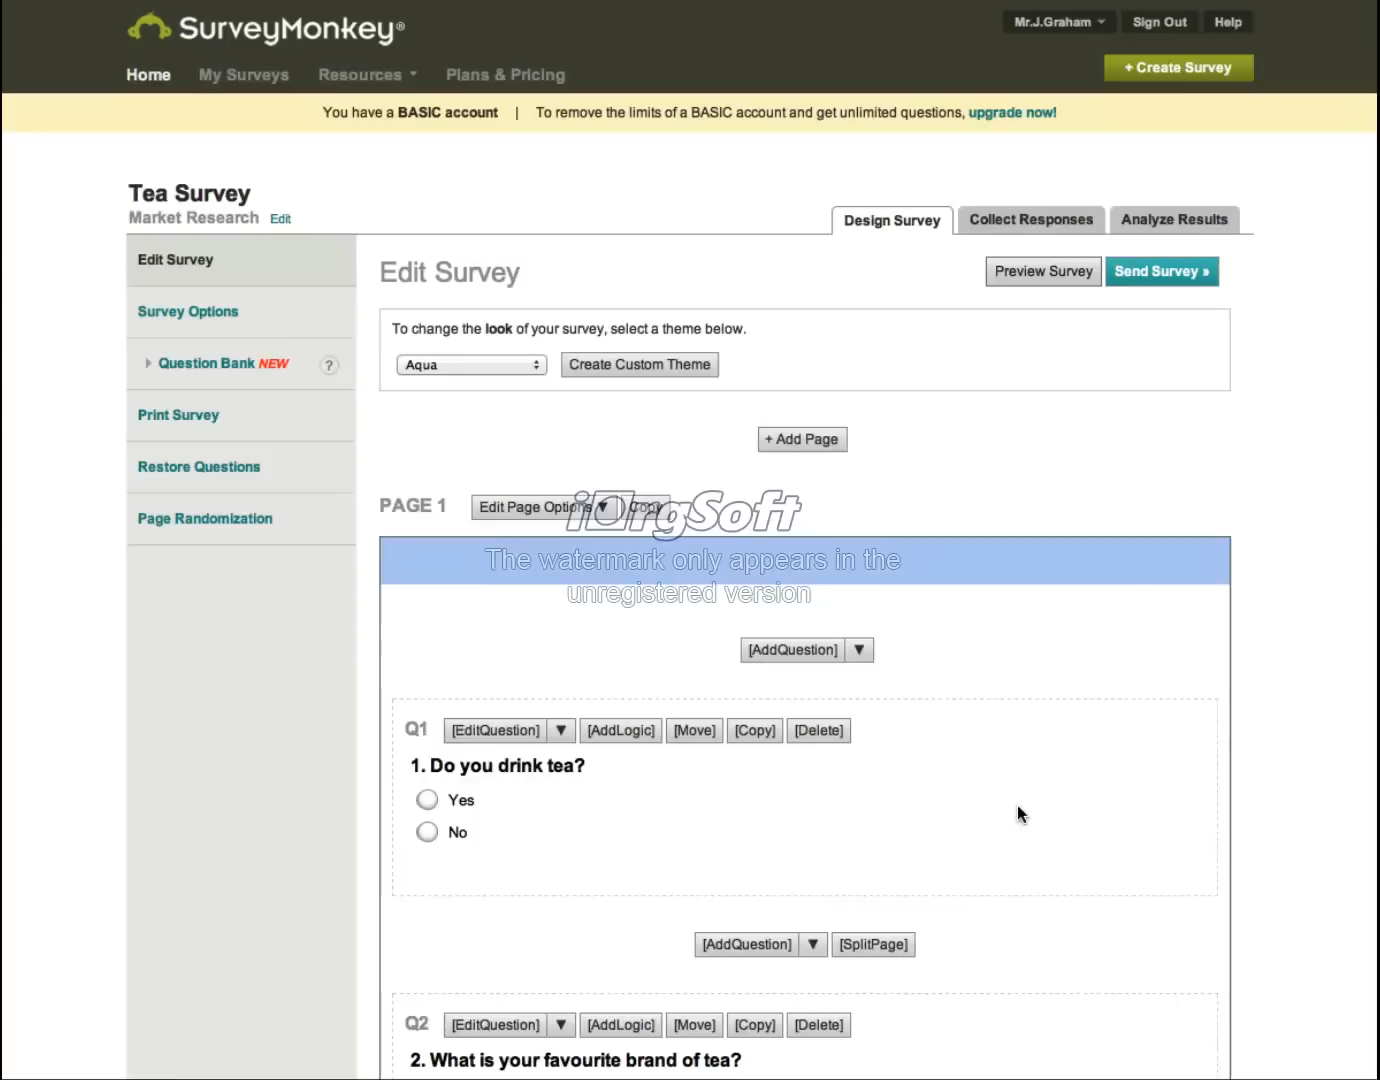 SurveyMonkey®
Mr.J.Graham Sign Out Help
Home My Surveys Resources Plans & Pricing
+ Create Survey
You have a BASIC account | To remove the limits of a BASIC account and get unlimited questions, upgrade now!
Tea Survey
Market Research Edit
Design Survey Collect Responses Analyze Results
Edit Survey
Survey Options
Question Bank NEW ?
Print Survey
Restore Questions
Page Randomization
Edit Survey
Preview Survey Send Survey »
To change the look of your survey, select a theme below.
Aqua Create Custom Theme
+ Add Page
PAGE 1 Edit Page Options ▼ Copy
iOrgSoft
The watermark only appears in the
unregistered version
[AddQuestion] ▼
Q1 [EditQuestion] ▼ [AddLogic] [Move] [Copy] [Delete]
1. Do you drink tea?
Yes
No
[AddQuestion] ▼ [SplitPage]
Q2 [EditQuestion] ▼ [AddLogic] [Move] [Copy] [Delete]
2. What is your favourite brand of tea?